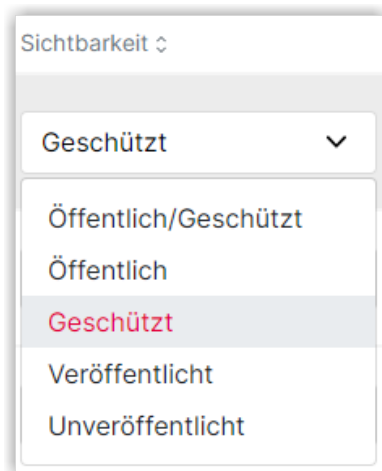 Sichtbarkeit
Geschützt
Öffentlich/Geschützt
Öffentlich
Geschützt
Veröffentlicht
Unveröffentlicht